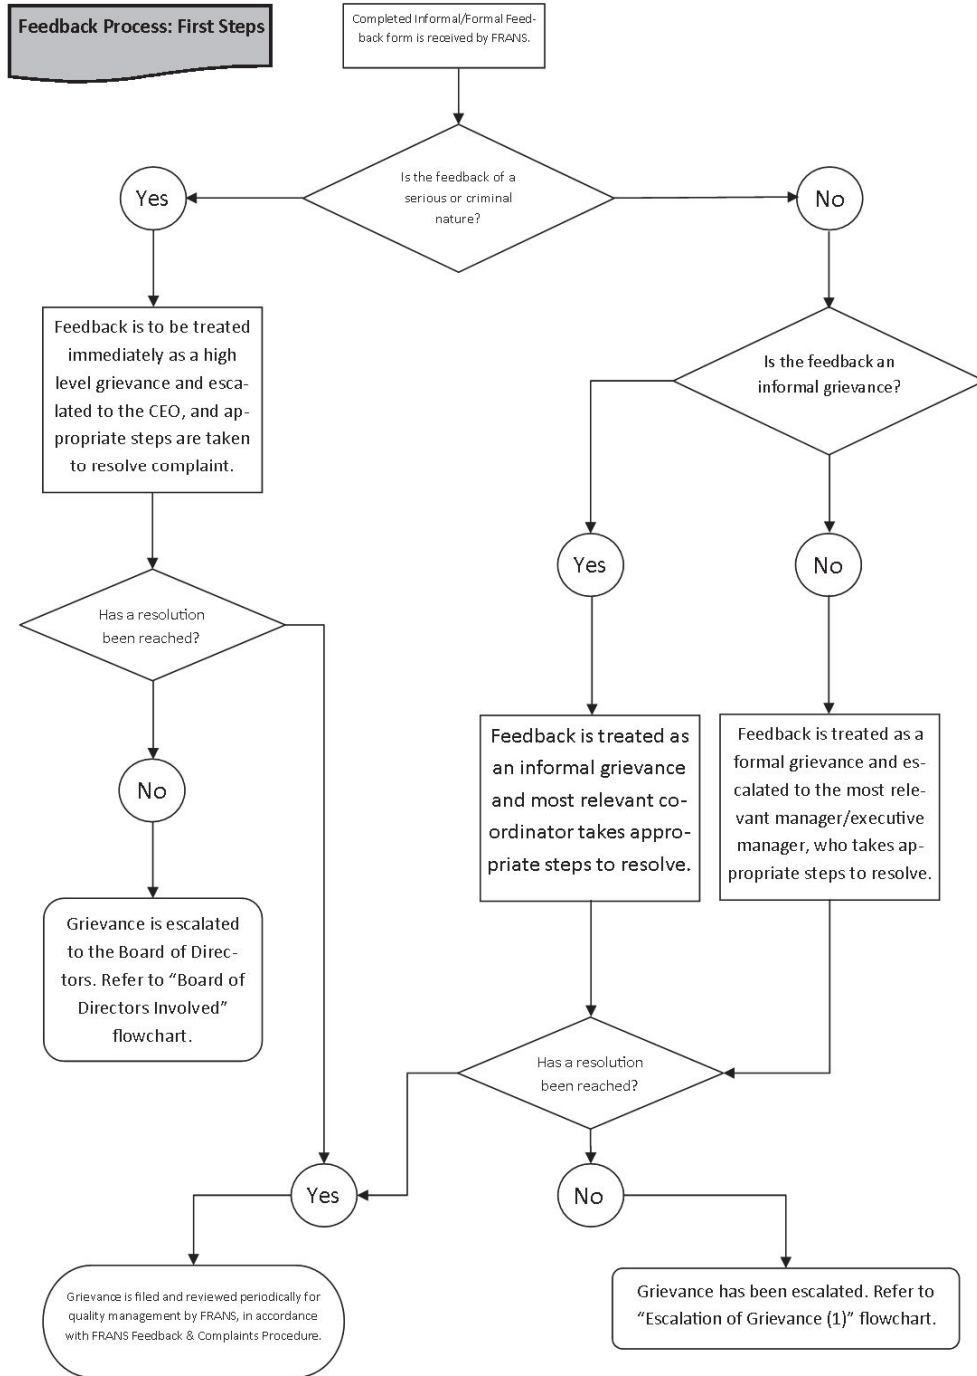 Feedback Process: First Steps
Completed Informal/Formal Feed-
back form is received by FRANS.
Is the feedback of a
serious or criminal
nature?
Yes
No
Feedback is to be treated
immediately as a high
level grievance and esca-
lated to the CEO, and ap-
propriate steps are taken
to resolve complaint.
Is the feedback an
informal grievance?
Yes
No
Has a resolution
been reached?
No
Feedback is treated as
an informal grievance
and most relevant co-
ordinator takes appro-
priate steps to resolve.
Feedback is treated as a
formal grievance and es-
calated to the most rele-
vant manager/executive
manager, who takes ap-
propriate steps to resolve.
Grievance is escalated
to the Board of Direc-
tors. Refer to “Board of
Directors Involved”
flowchart.
Has a resolution
been reached?
Yes
No
Grievance is filed and reviewed periodically for
quality management by FRANS, in accordance
with FRANS Feedback & Complaints Procedure.
Grievance has been escalated. Refer to
“Escalation of Grievance (1)” flowchart.